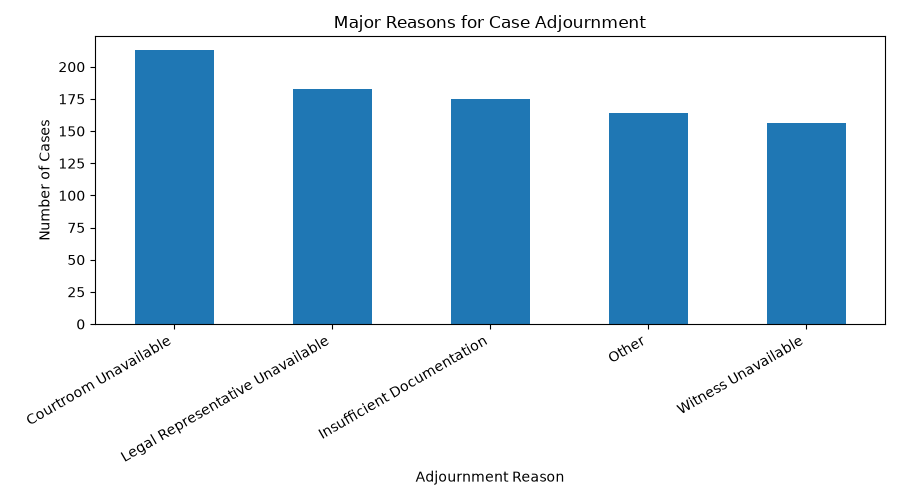 Major Reasons for Case Adjournment
Number of Cases
200
175
150
125
100
75
50
25
0
Courtroom Unavailable
Legal Representative Unavailable
Insufficient Documentation
Other
Witness Unavailable
Adjournment Reason